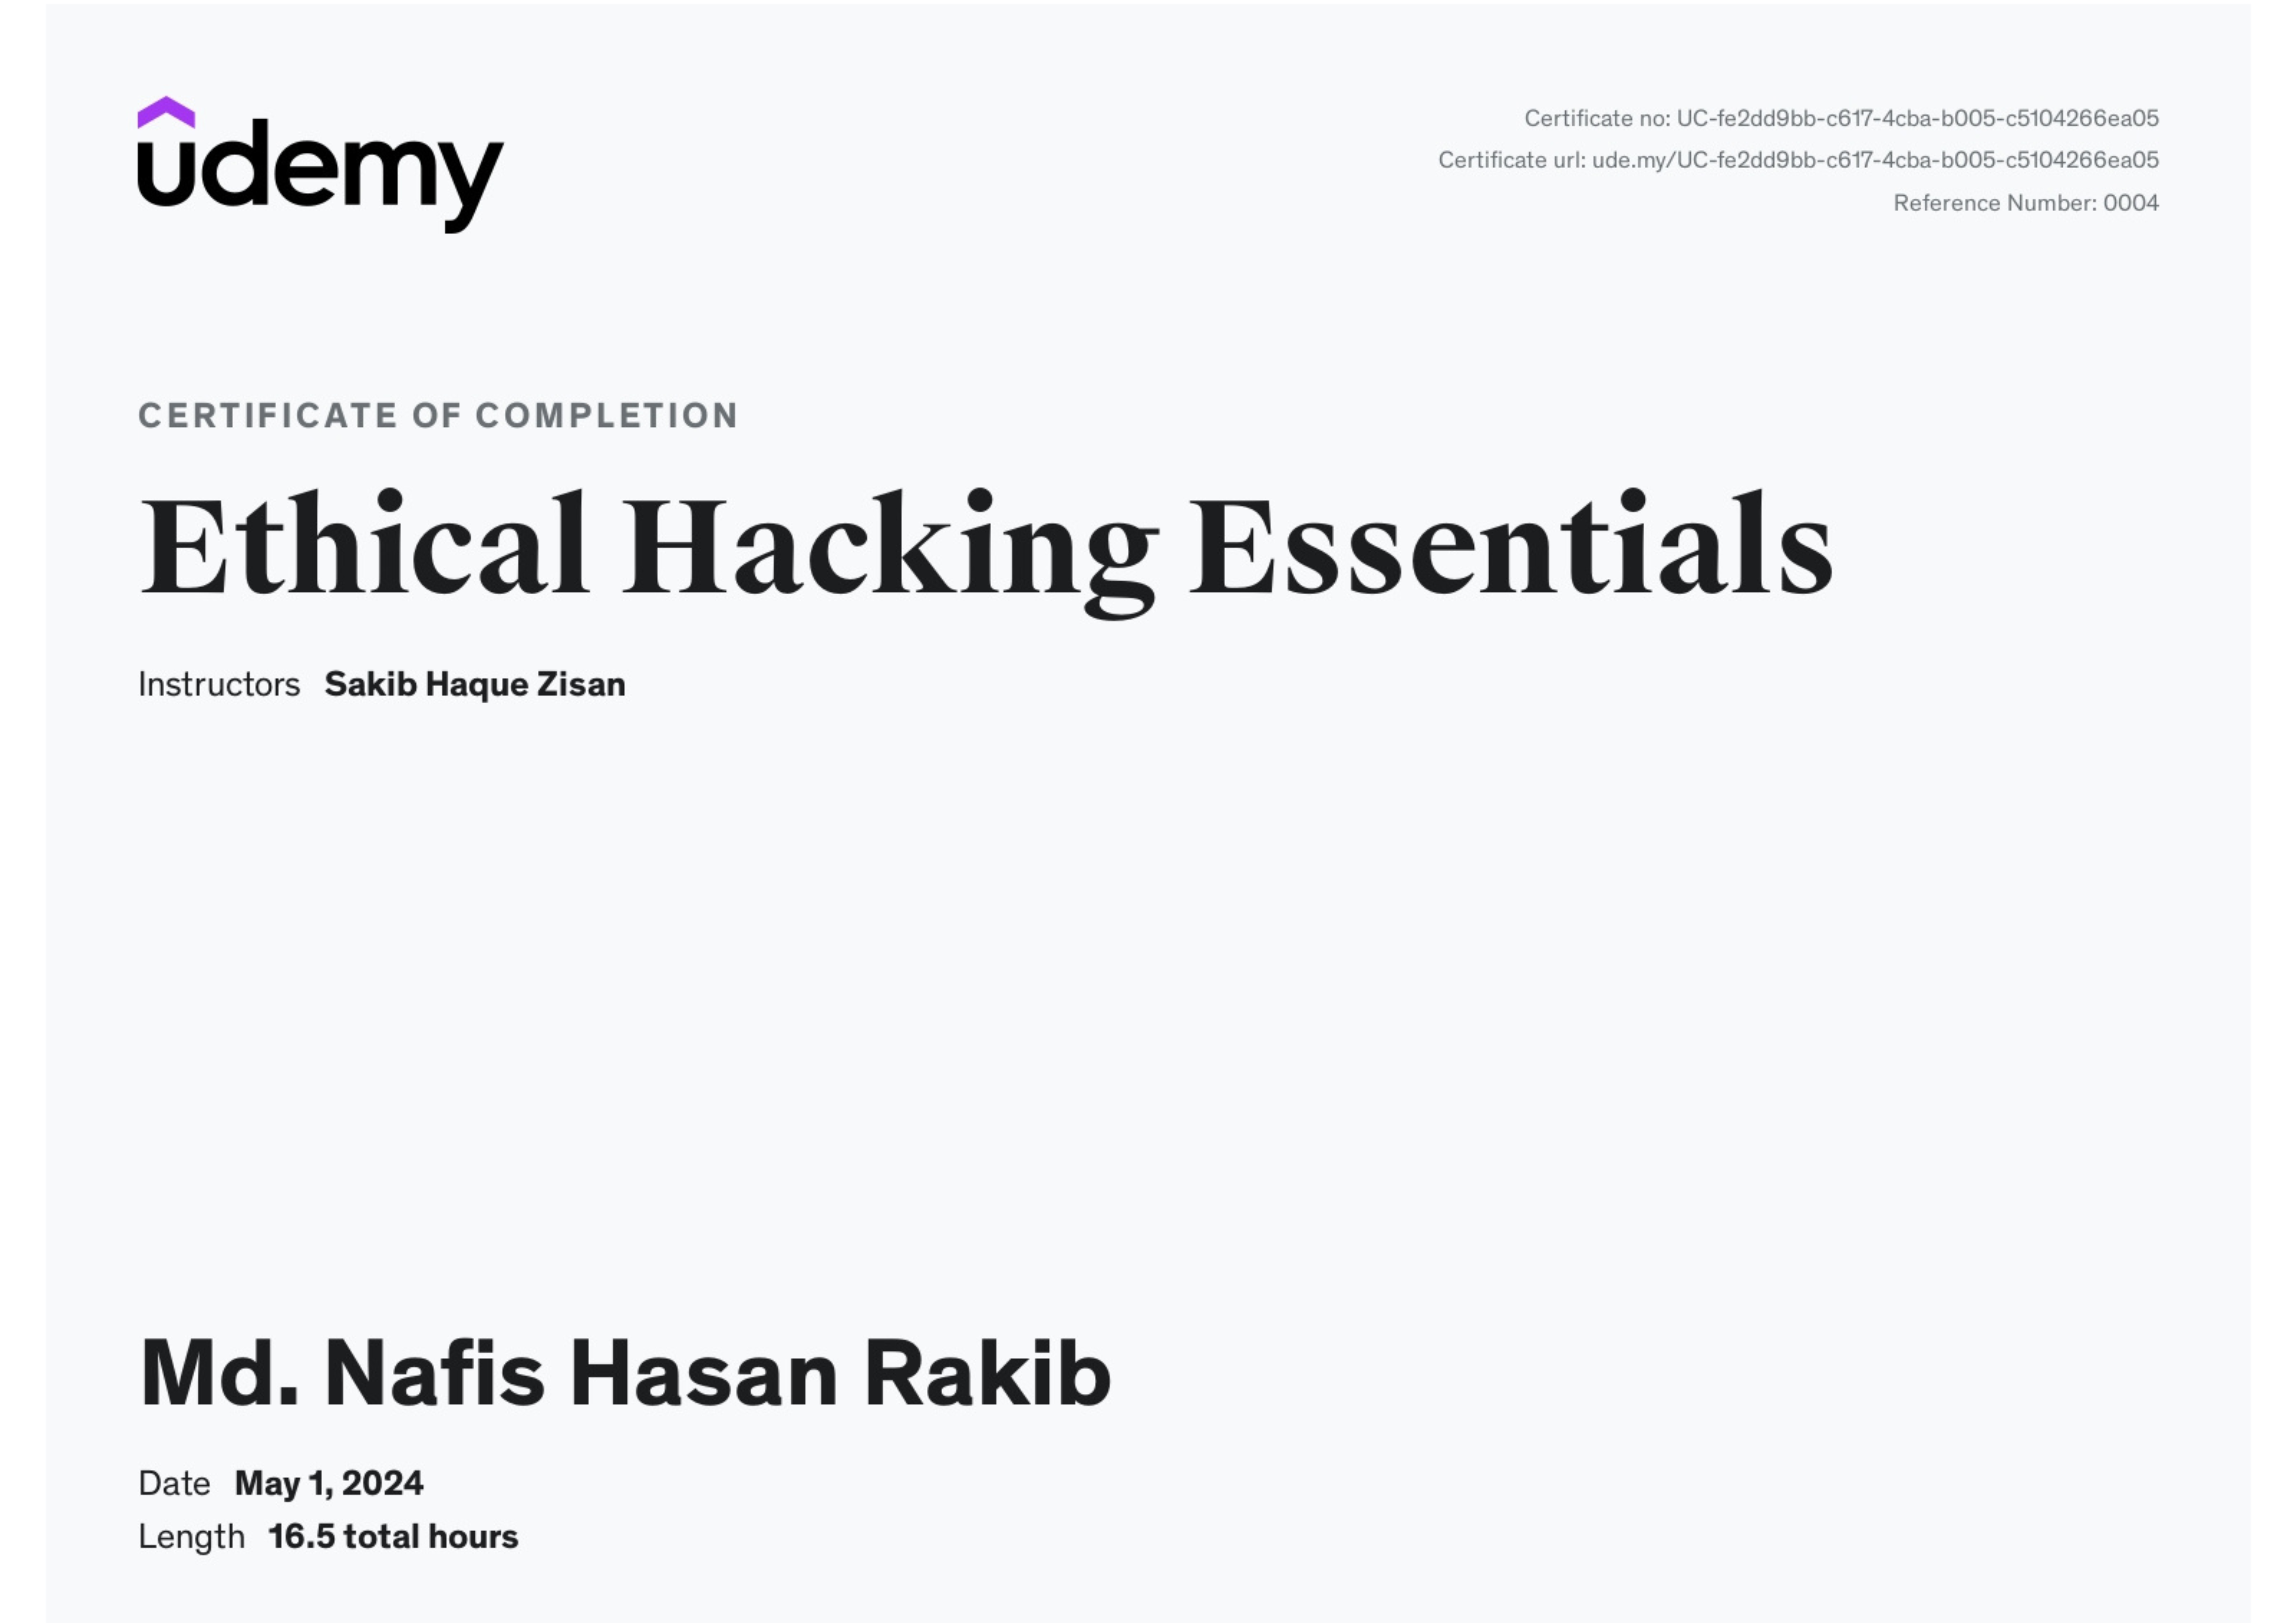 udemy
Certificate no: UC-fe2dd9bb-c617-4cba-b005-c5104266ea05
Certificate url: ude.my/UC-fe2dd9bb-c617-4cba-b005-c5104266ea05
Reference Number: 0004
CERTIFICATE OF COMPLETION
Ethical Hacking Essentials
Instructors Sakib Haque Zisan
Md. Nafis Hasan Rakib
Date May 1, 2024
Length 16.5 total hours